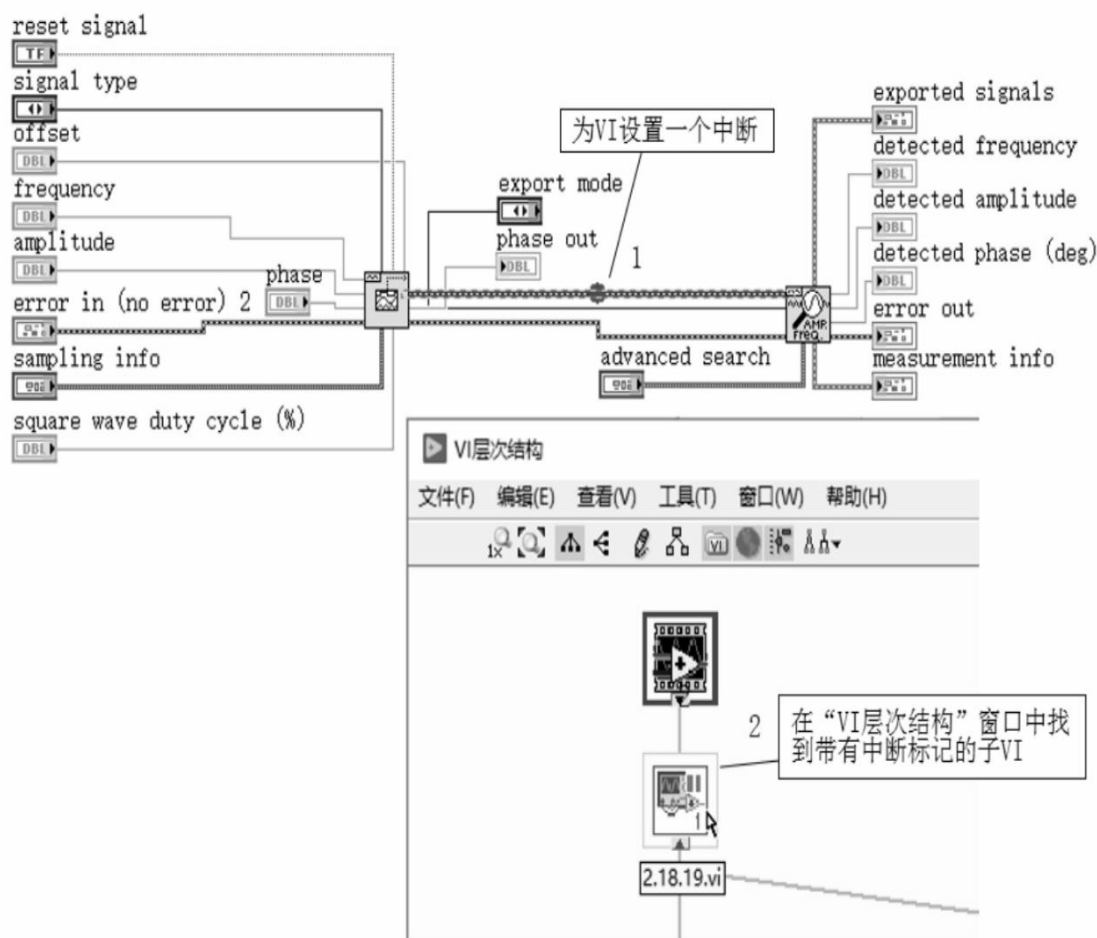 reset signal
TF
signal type
offset
DBL
frequency
DBL
amplitude
DBL
phase
DBL
error in (no error) 2
sampling info
square wave duty cycle (%)
DBL
为VI设置一个中断
export mode
phase out
DBL
1
advanced search
AMP.
FREQ.
exported signals
detected frequency
DBL
detected amplitude
DBL
detected phase (deg)
DBL
error out
measurement info
VI层次结构
文件(F) 编辑(E) 查看(V) 工具(T) 窗口(W) 帮助(H)
1x
VI
1
2.18.19.vi
2
在“VI层次结构”窗口中找
到带有中断标记的子VI